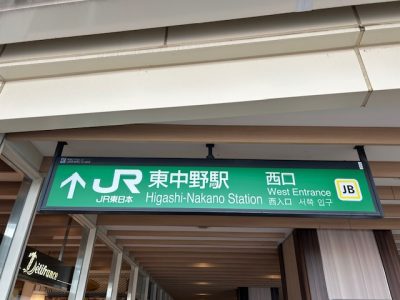 ↑ JR 東中野駅 西口
JR東日本 Higashi-Nakano Station West Entrance JB
西入口 서쪽 입구
Délifrance